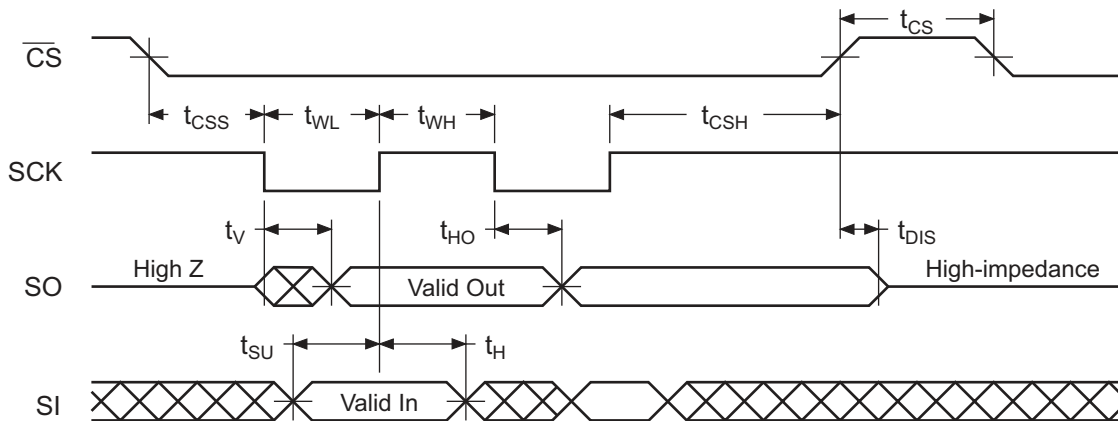 t_CS
C̅S̅
t_CSS t_WL t_WH t_CSH
SCK
t_V t_HO t_DIS
High Z High-impedance
SO Valid Out
t_SU t_H
SI Valid In